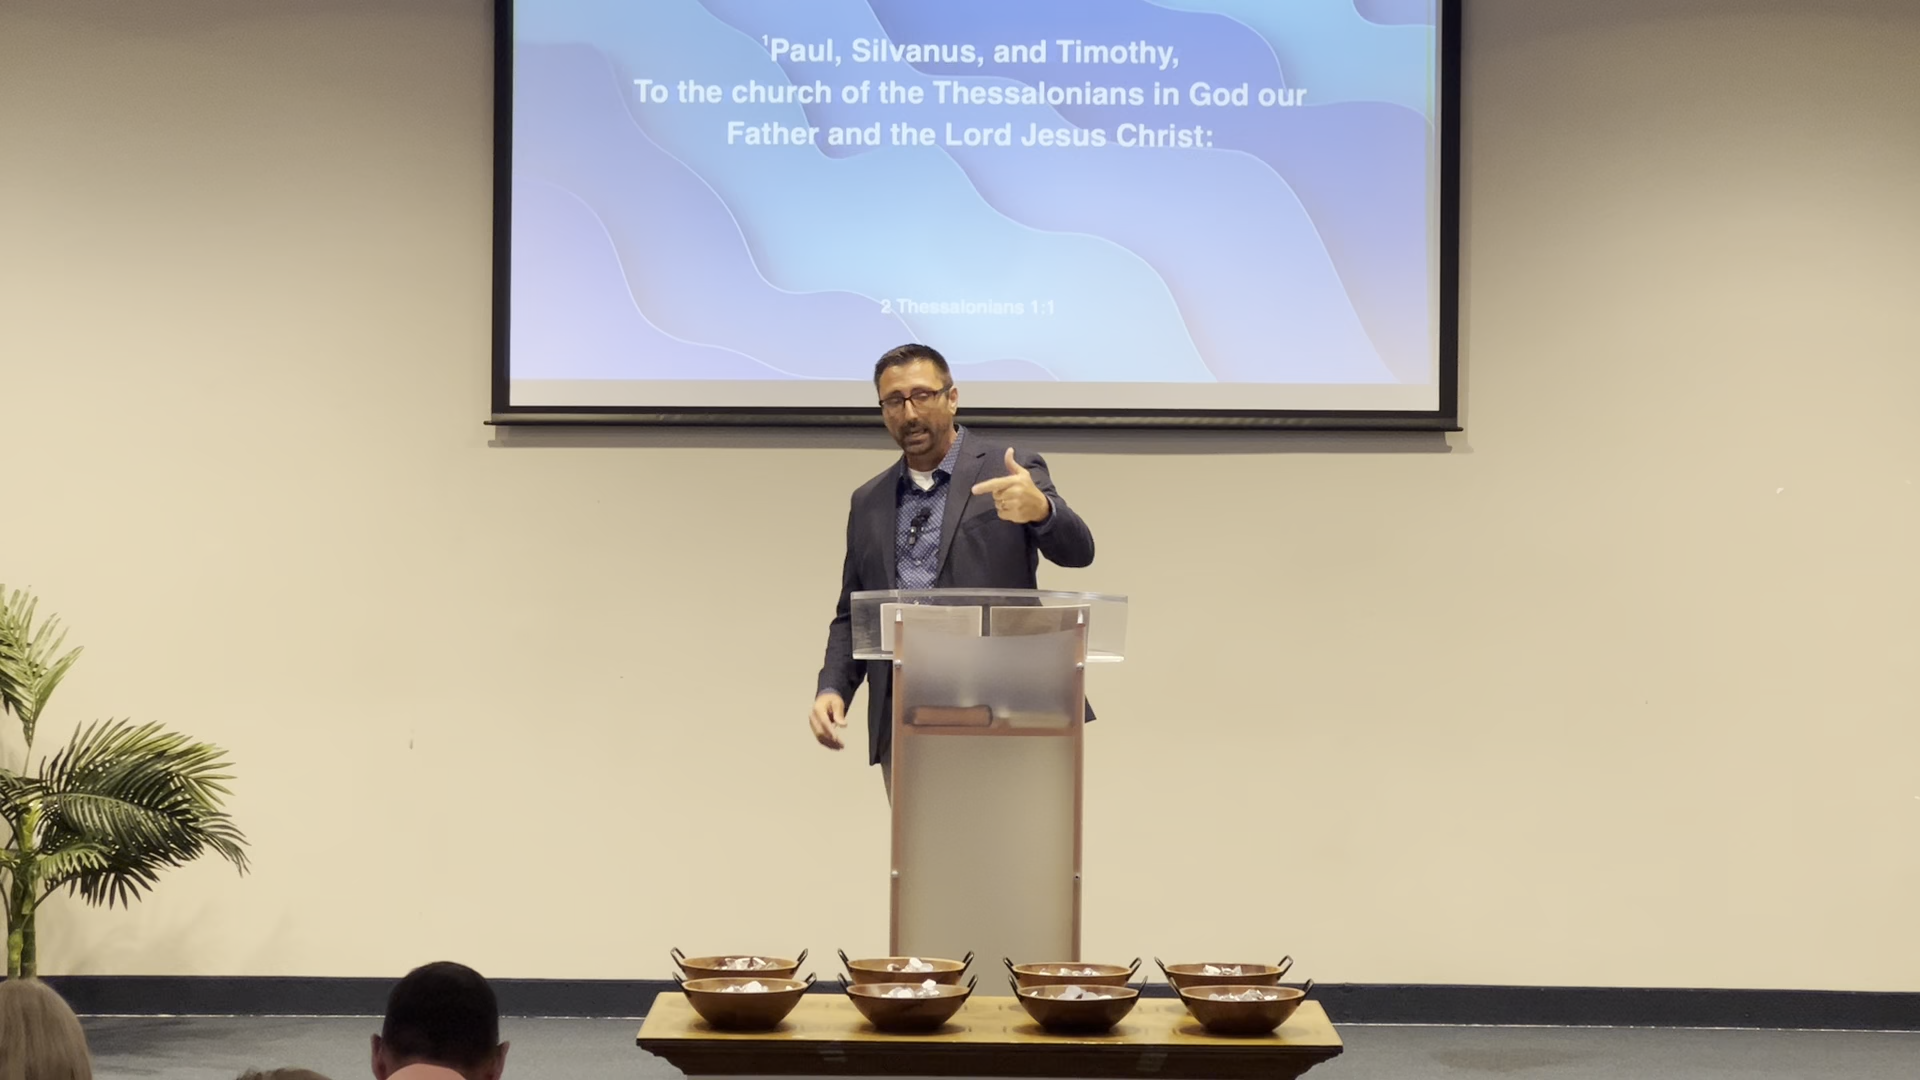 ¹Paul, Silvanus, and Timothy,
To the church of the Thessalonians in God our
Father and the Lord Jesus Christ:
2 Thessalonians 1:1